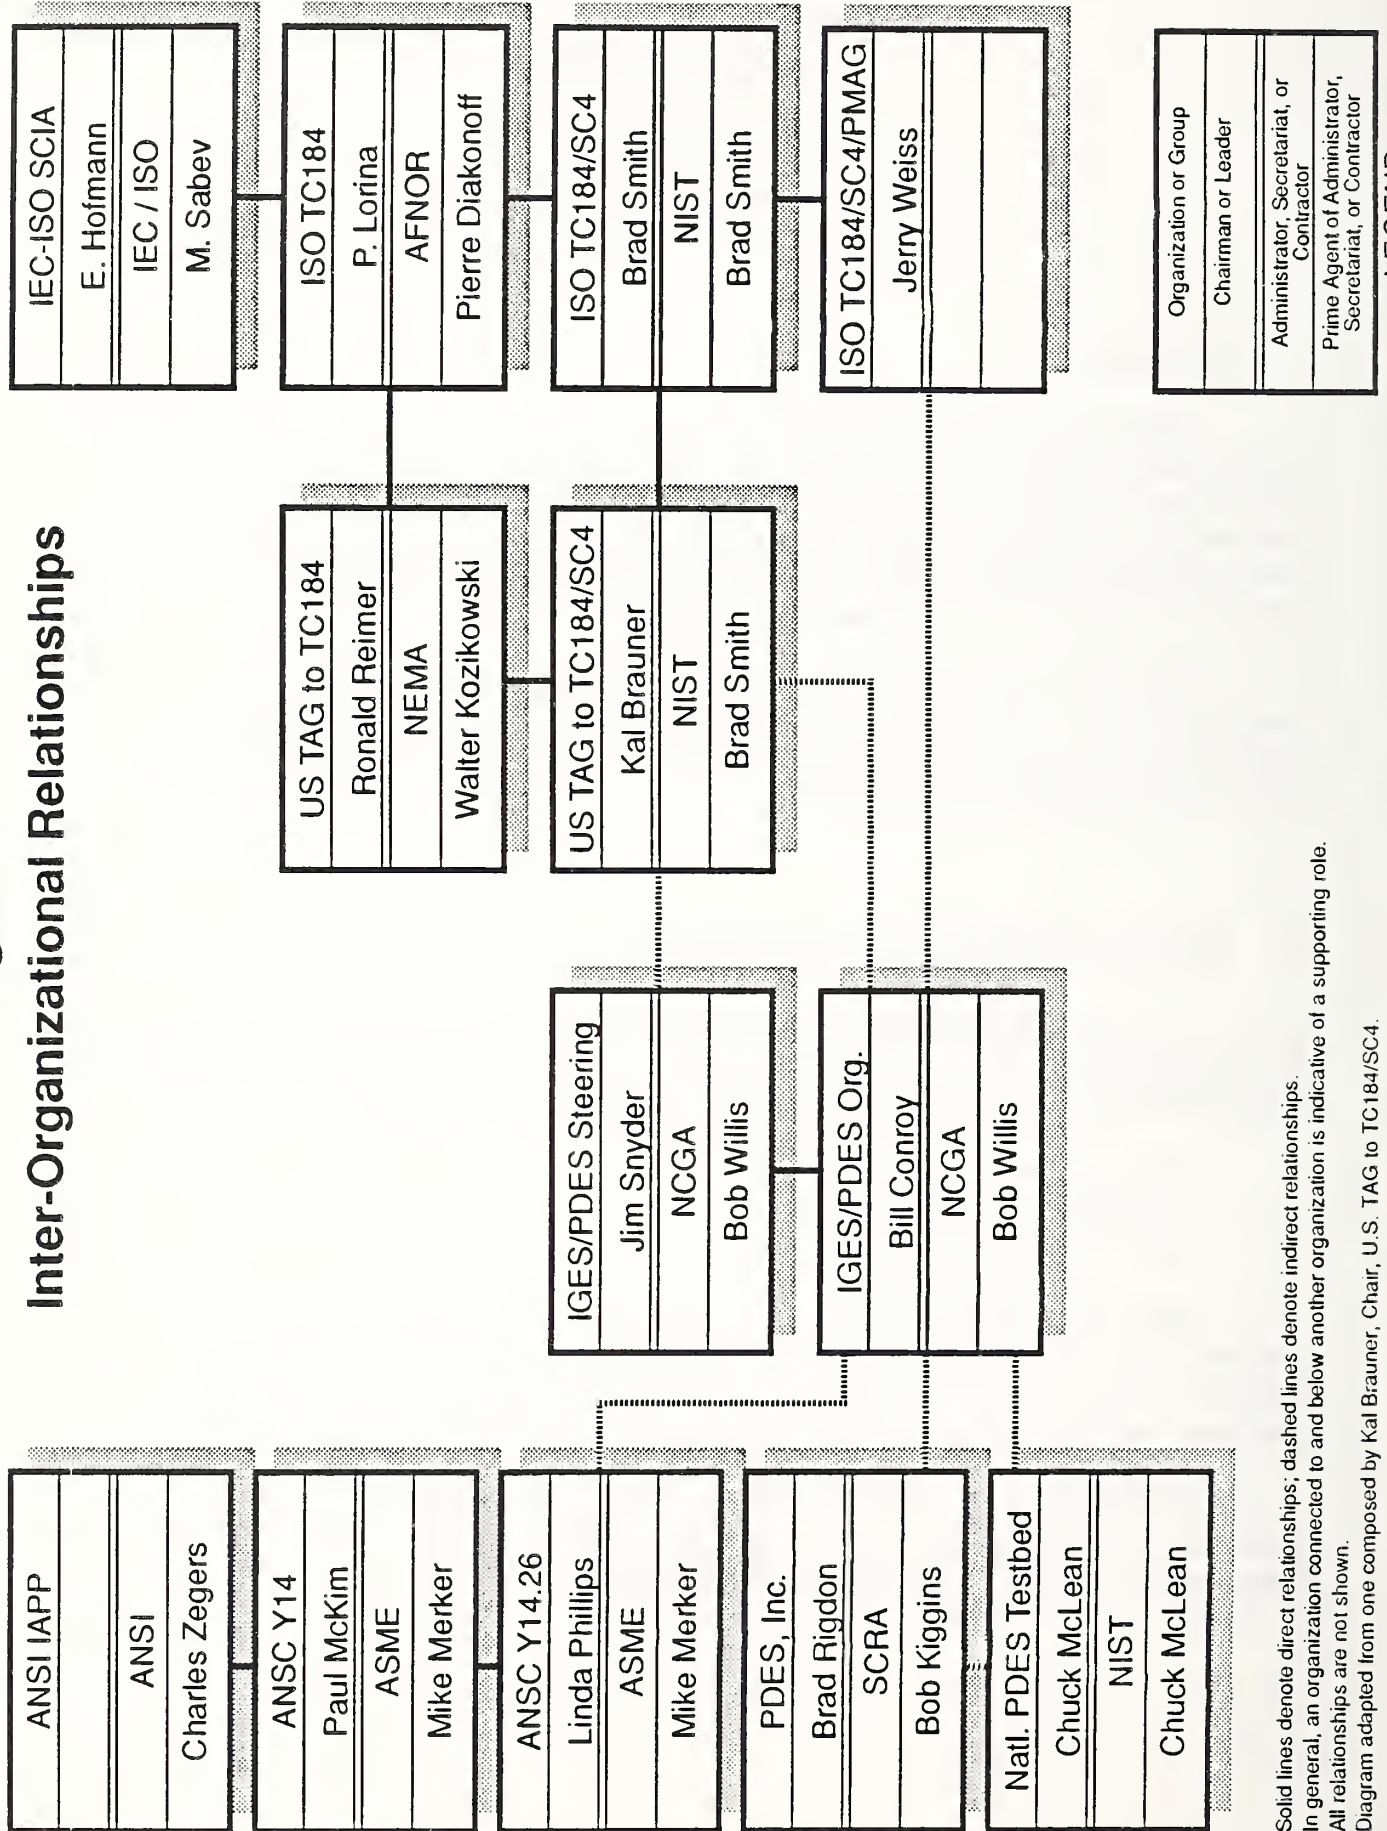 Inter-Organizational Relationships
ANSI IAPP
ANSI
Charles Zegers
ANSC Y14
Paul McKim
ASME
Mike Merker
ANSC Y14.26
Linda Phillips
ASME
Mike Merker
PDES, Inc.
Brad Rigdon
SCRA
Bob Kiggins
Natl. PDES Testbed
Chuck McLean
NIST
Chuck McLean
IGES/PDES Steering
Jim Snyder
NCGA
Bob Willis
IGES/PDES Org.
Bill Conroy
NCGA
Bob Willis
US TAG to TC184
Ronald Reimer
NEMA
Walter Kozikowski
US TAG to TC184/SC4
Kal Brauner
NIST
Brad Smith
IEC-ISO SCIA
E. Hofmann
IEC / ISO
M. Sabev
ISO TC184
P. Lorina
AFNOR
Pierre Diakonoff
ISO TC184/SC4
Brad Smith
NIST
Brad Smith
ISO TC184/SC4/PMAG
Jerry Weiss
Organization or Group
Chairman or Leader
Administrator, Secretariat, or
Contractor
Prime Agent of Administrator,
Secretariat, or Contractor
Solid lines denote direct relationships; dashed lines denote indirect relationships.
In general, an organization connected to and below another organization is indicative of a supporting role.
All relationships are not shown.
Diagram adapted from one composed by Kal Brauner, Chair, U.S. TAG to TC184/SC4.